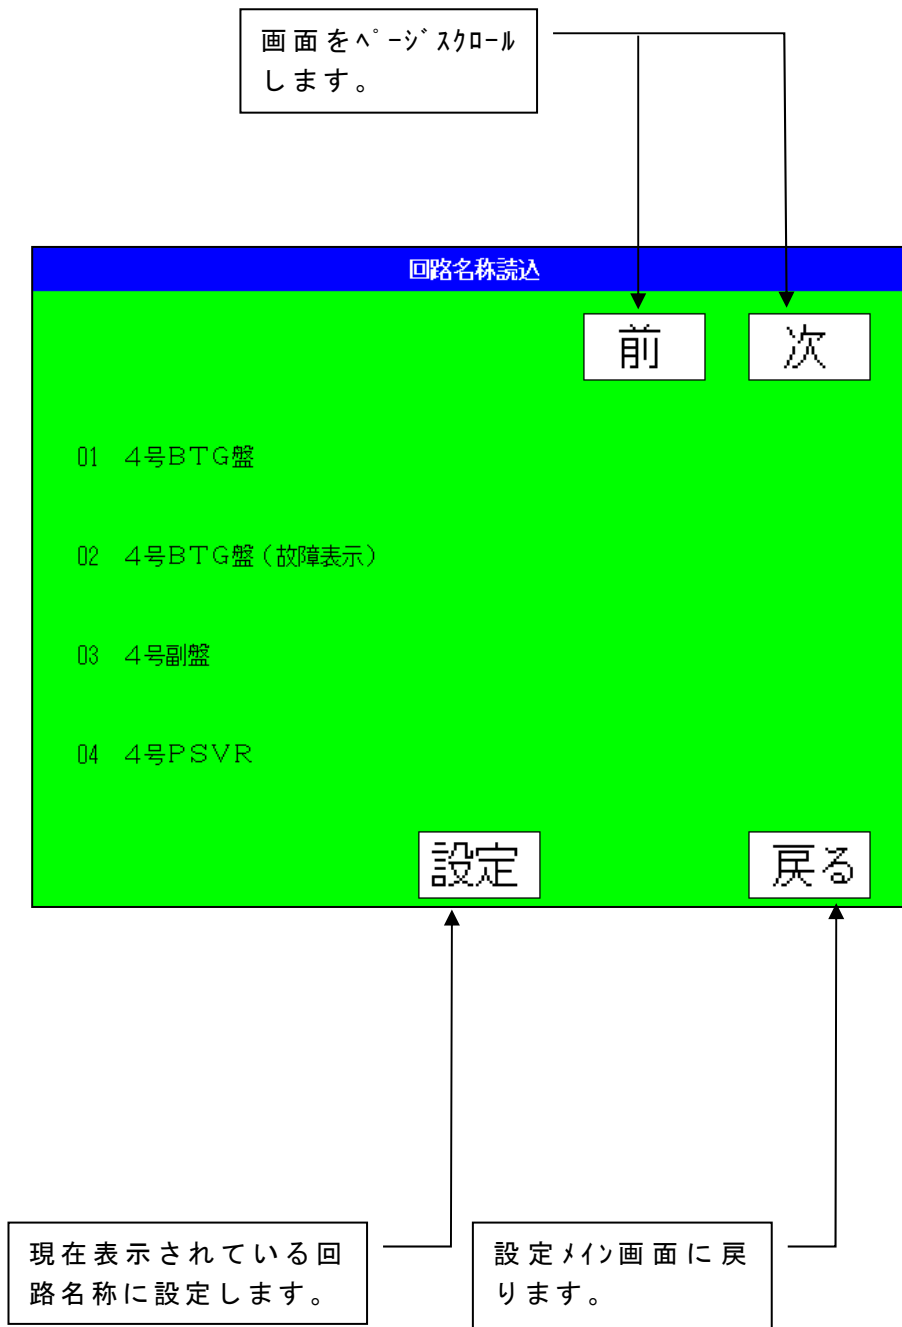 画面をﾍﾟｰｼﾞｽｸﾛｰﾙ
します。
回路名称読込
前 次
01 4号BTG盤
02 4号BTG盤(故障表示)
03 4号副盤
04 4号PSVR
設定 戻る
現在表示されている回
路名称に設定します。
設定ﾒｲﾝ画面に戻
ります。